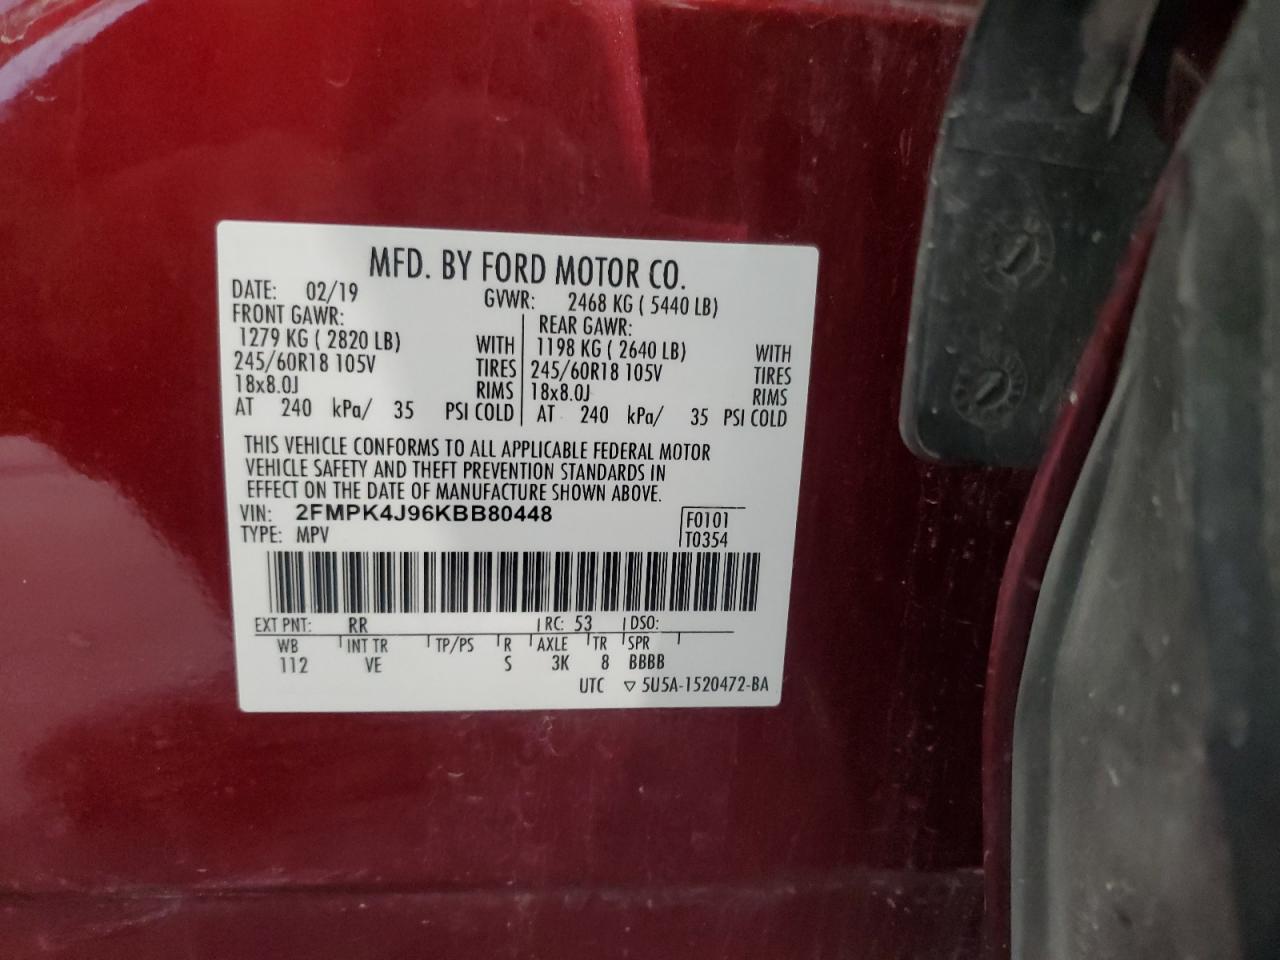 MFD. BY FORD MOTOR CO.
DATE: 02/19 GVWR: 2468 KG ( 5440 LB)
FRONT GAWR: REAR GAWR:
1279 KG ( 2820 LB) WITH 1198 KG ( 2640 LB) WITH
245/60R18 105V TIRES 245/60R18 105V TIRES
18x8.0J RIMS 18x8.0J RIMS
AT 240 kPa/ 35 PSI COLD AT 240 kPa/ 35 PSI COLD
THIS VEHICLE CONFORMS TO ALL APPLICABLE FEDERAL MOTOR
VEHICLE SAFETY AND THEFT PREVENTION STANDARDS IN
EFFECT ON THE DATE OF MANUFACTURE SHOWN ABOVE.
VIN: 2FMPK4J96KBB80448 F0101
TYPE: MPV T0354
EXT PNT: RR RC: 53 DSO:
WB INT TR TP/PS R AXLE TR SPR
112 VE S 3K 8 BBBB
UTC ▽ 5U5A-1520472-BA